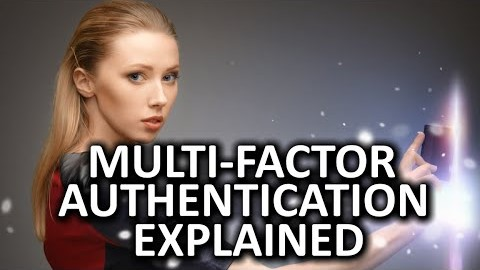 MULTI-FACTOR
AUTHENTICATION
EXPLAINED